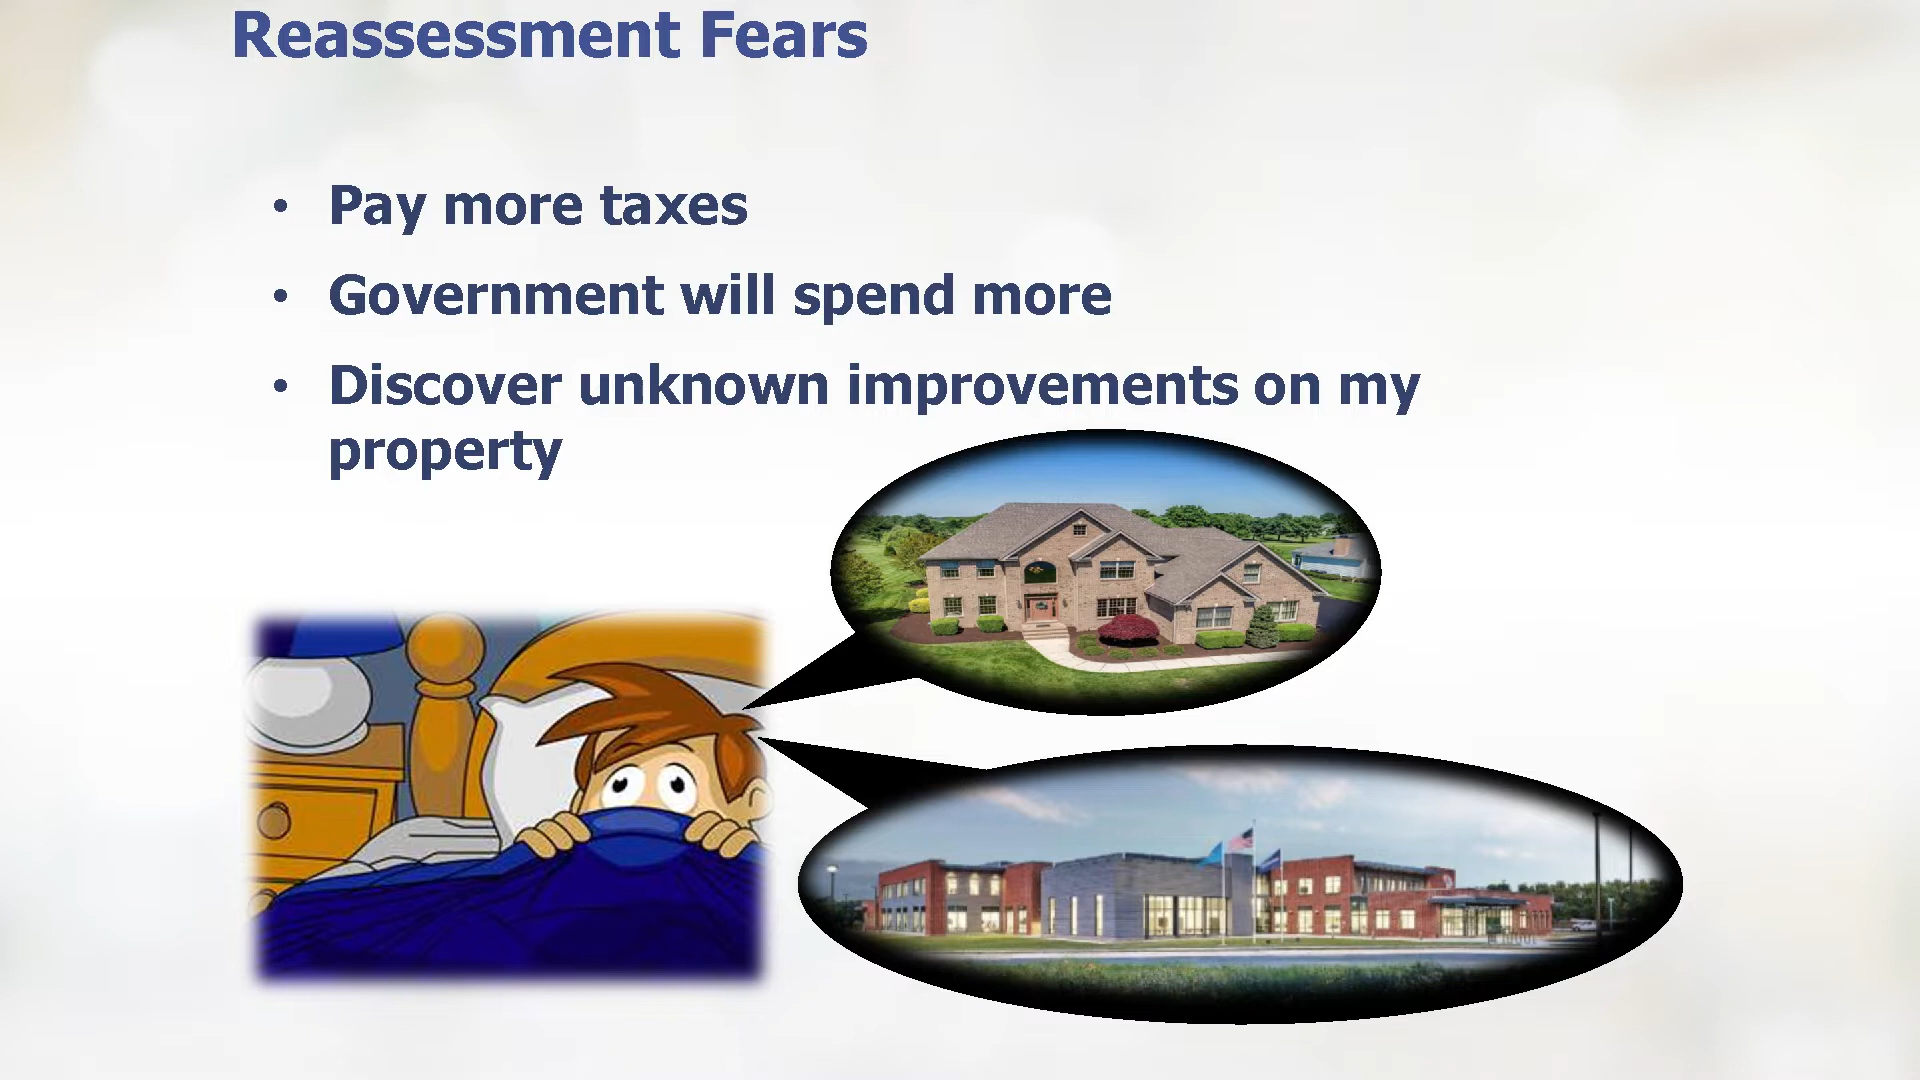 Reassessment Fears
• Pay more taxes
• Government will spend more
• Discover unknown improvements on my
property